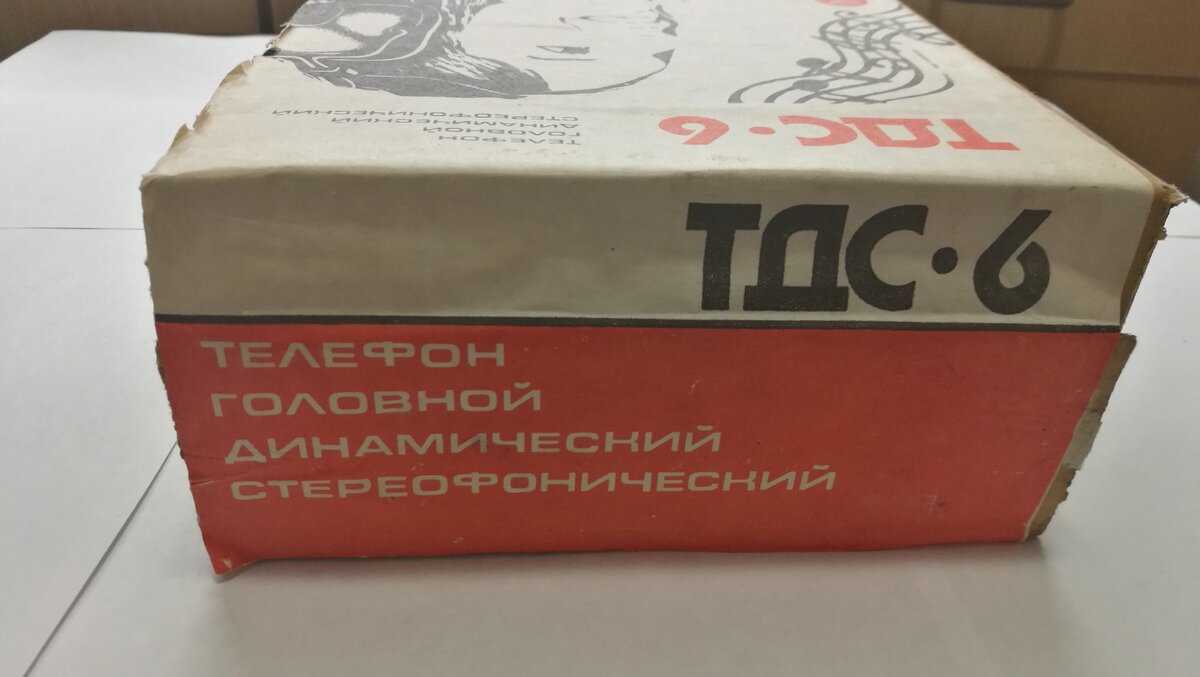 ТЕЛЕФОН
ГОЛОВНОЙ
ДИНАМИЧЕСКИЙ
СТЕРЕОФОНИЧЕСКИЙ
ТДС·6
ТДС·6
ТЕЛЕФОН
ГОЛОВНОЙ
ДИНАМИЧЕСКИЙ
СТЕРЕОФОНИЧЕСКИЙ